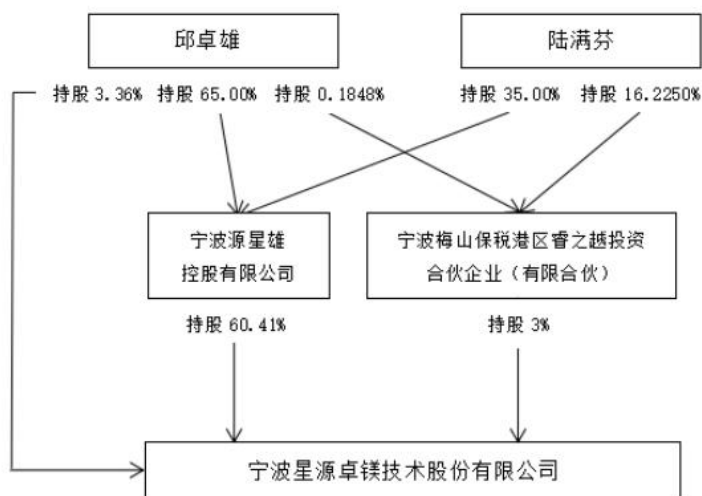 邱卓雄
陆满芬
持股 3.36% 持股 65.00% 持股 0.1848%
持股 35.00% 持股 16.2250%
宁波源星雄
控股有限公司
宁波梅山保税港区睿之越投资
合伙企业（有限合伙）
持股 60.41%
持股 3%
宁波星源卓镁技术股份有限公司